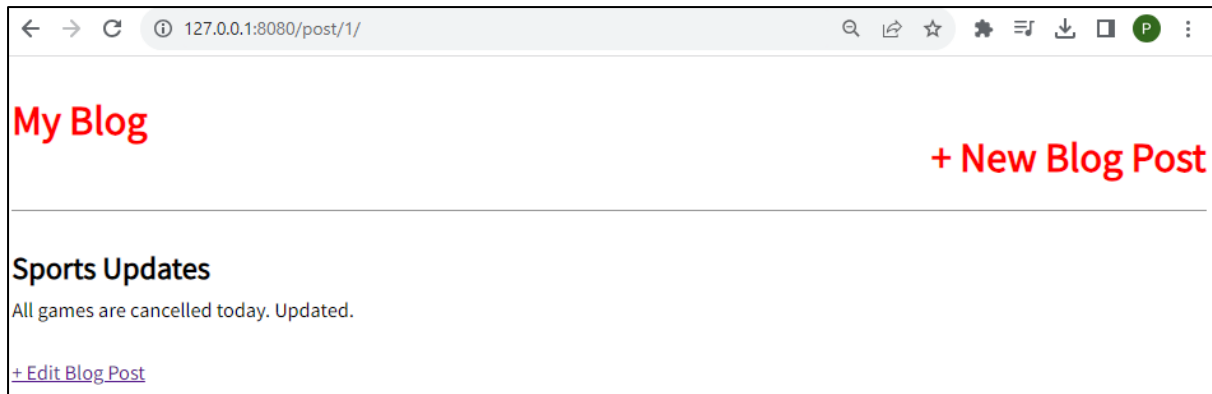 127.0.0.1:8080/post/1/
P
My Blog
+ New Blog Post
Sports Updates
All games are cancelled today. Updated.
+ Edit Blog Post